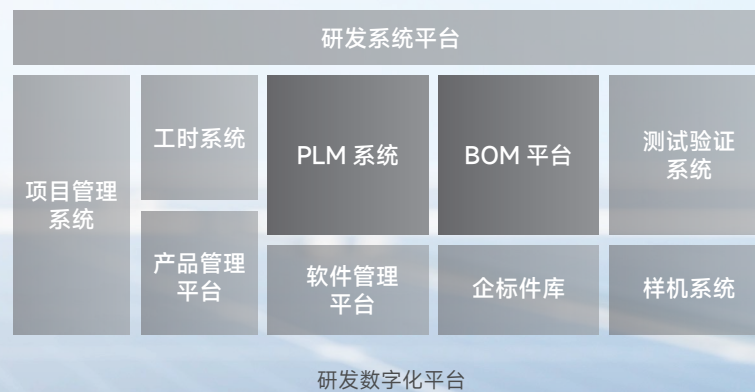 研发系统平台
项目管理
系统
工时系统
产品管理
平台
PLM 系统
软件管理
平台
BOM 平台
企标件库
测试验证
系统
样机系统
研发数字化平台